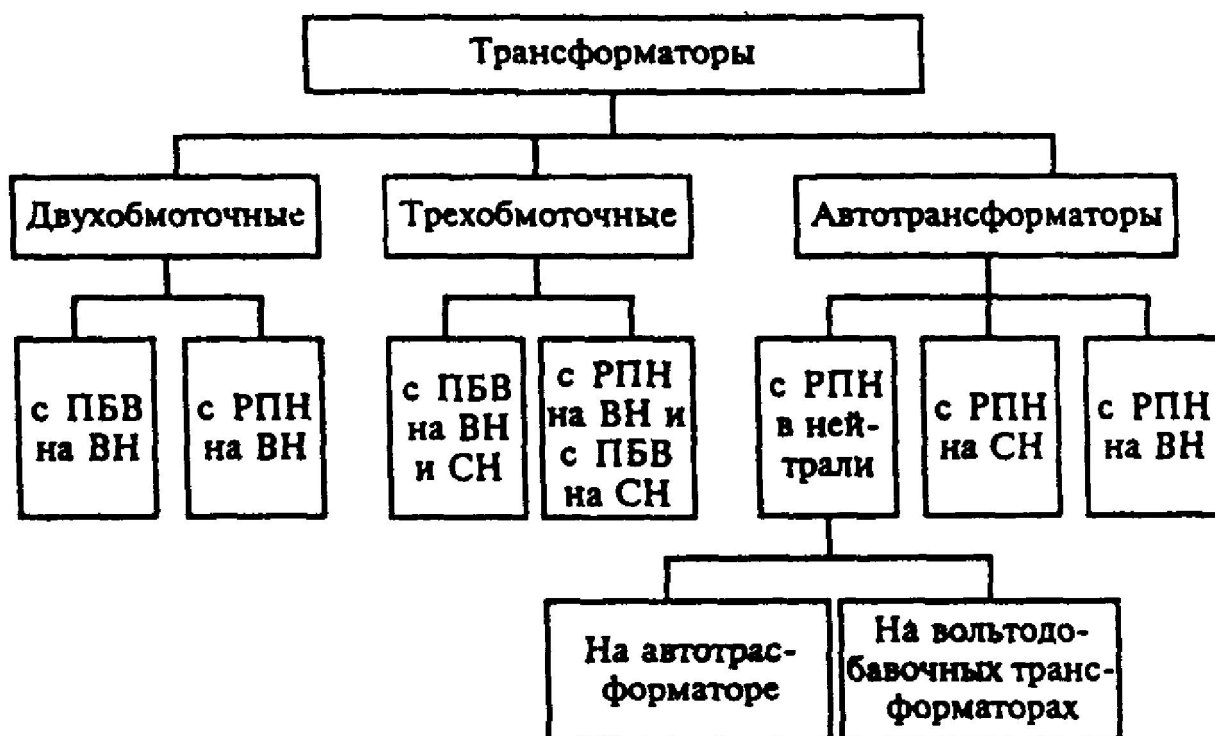 Трансформаторы
Двухобмоточные
Трехобмоточные
Автотрансформаторы
с ПБВ
на ВН
с РПН
на ВН
с ПБВ
на ВН
и СН
с РПН
на ВН и
с ПБВ
на СН
с РПН
в ней-
трали
с РПН
на СН
с РПН
на ВН
На автотрас-
форматоре
На вольтодо-
бавочных транс-
форматорах